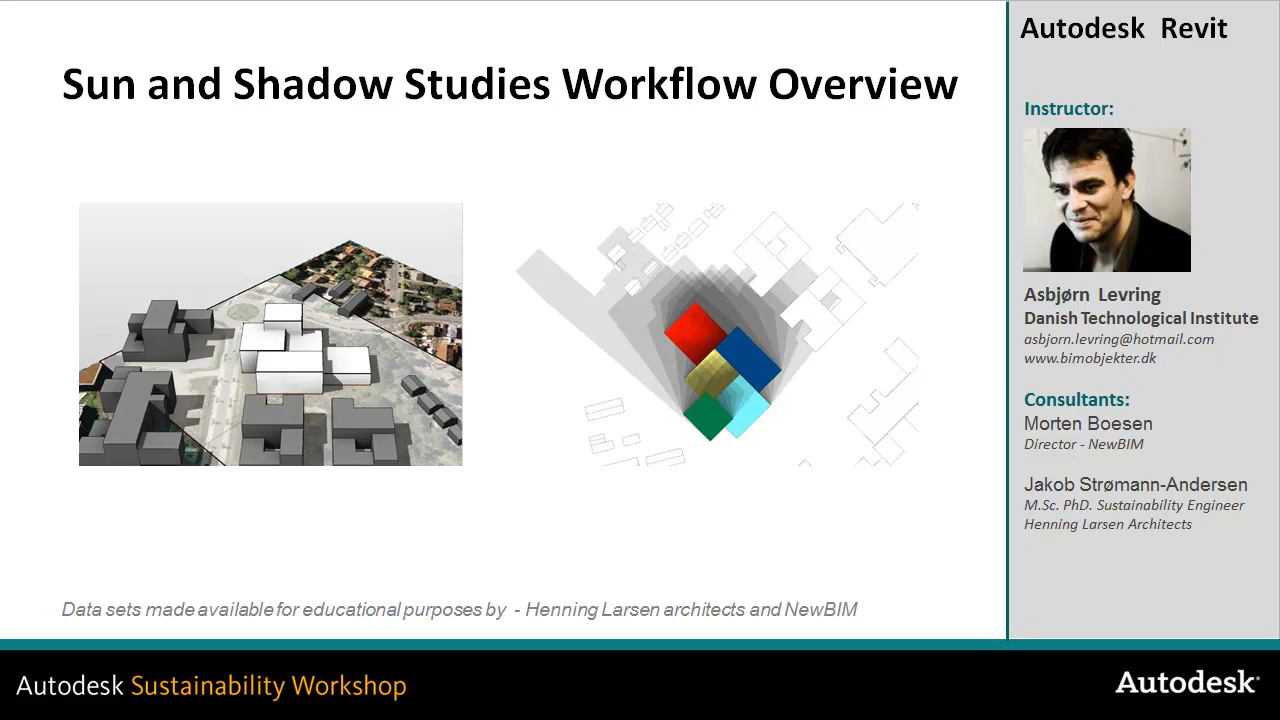 Sun and Shadow Studies Workflow Overview
Data sets made available for educational purposes by - Henning Larsen architects and NewBIM
Autodesk Revit
Instructor:
Asbjørn Levring
Danish Technological Institute
asbjorn.levring@hotmail.com
www.bimobjekter.dk
Consultants:
Morten Boesen
Director - NewBIM
Jakob Strømann-Andersen
M.Sc. PhD. Sustainability Engineer
Henning Larsen Architects
Autodesk Sustainability Workshop
Autodesk